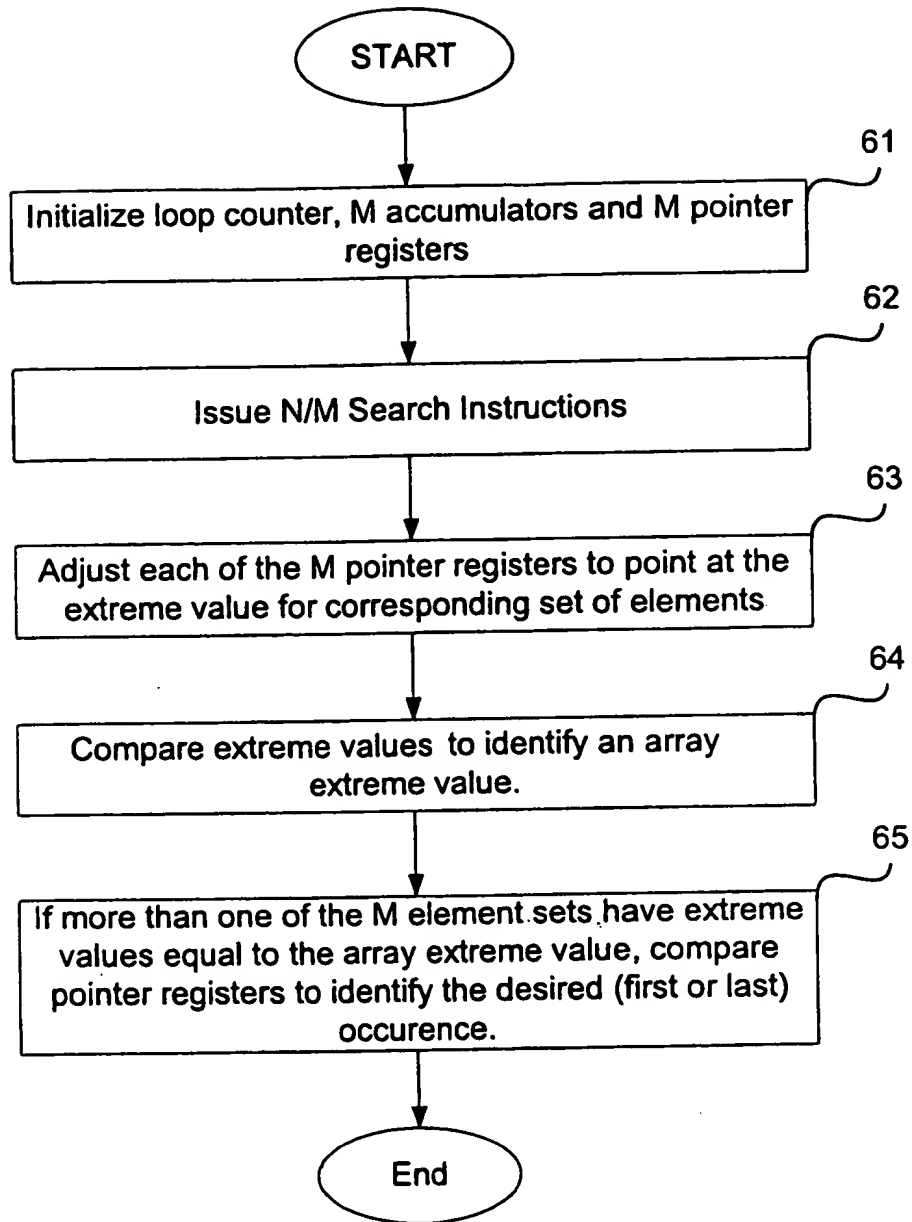 START
61
Initialize loop counter, M accumulators and M pointer
registers
62
Issue N/M Search Instructions
63
Adjust each of the M pointer registers to point at the
extreme value for corresponding set of elements
64
Compare extreme values to identify an array
extreme value.
65
If more than one of the M element sets have extreme
values equal to the array extreme value, compare
pointer registers to identify the desired (first or last)
occurence.
End